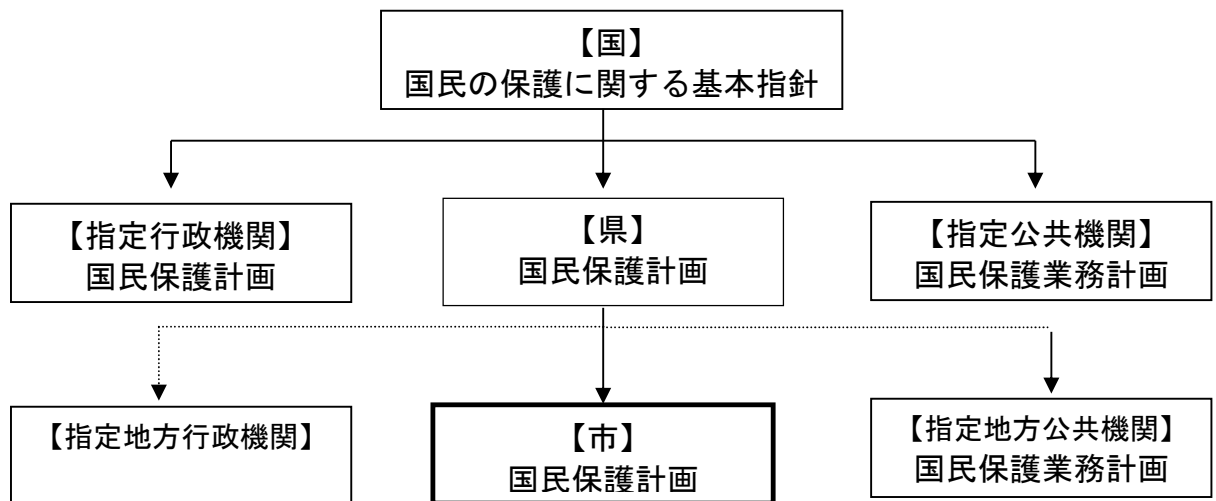 【国】
国民の保護に関する基本指針
【指定行政機関】
国民保護計画
【県】
国民保護計画
【指定公共機関】
国民保護業務計画
【指定地方行政機関】
【市】
国民保護計画
【指定地方公共機関】
国民保護業務計画